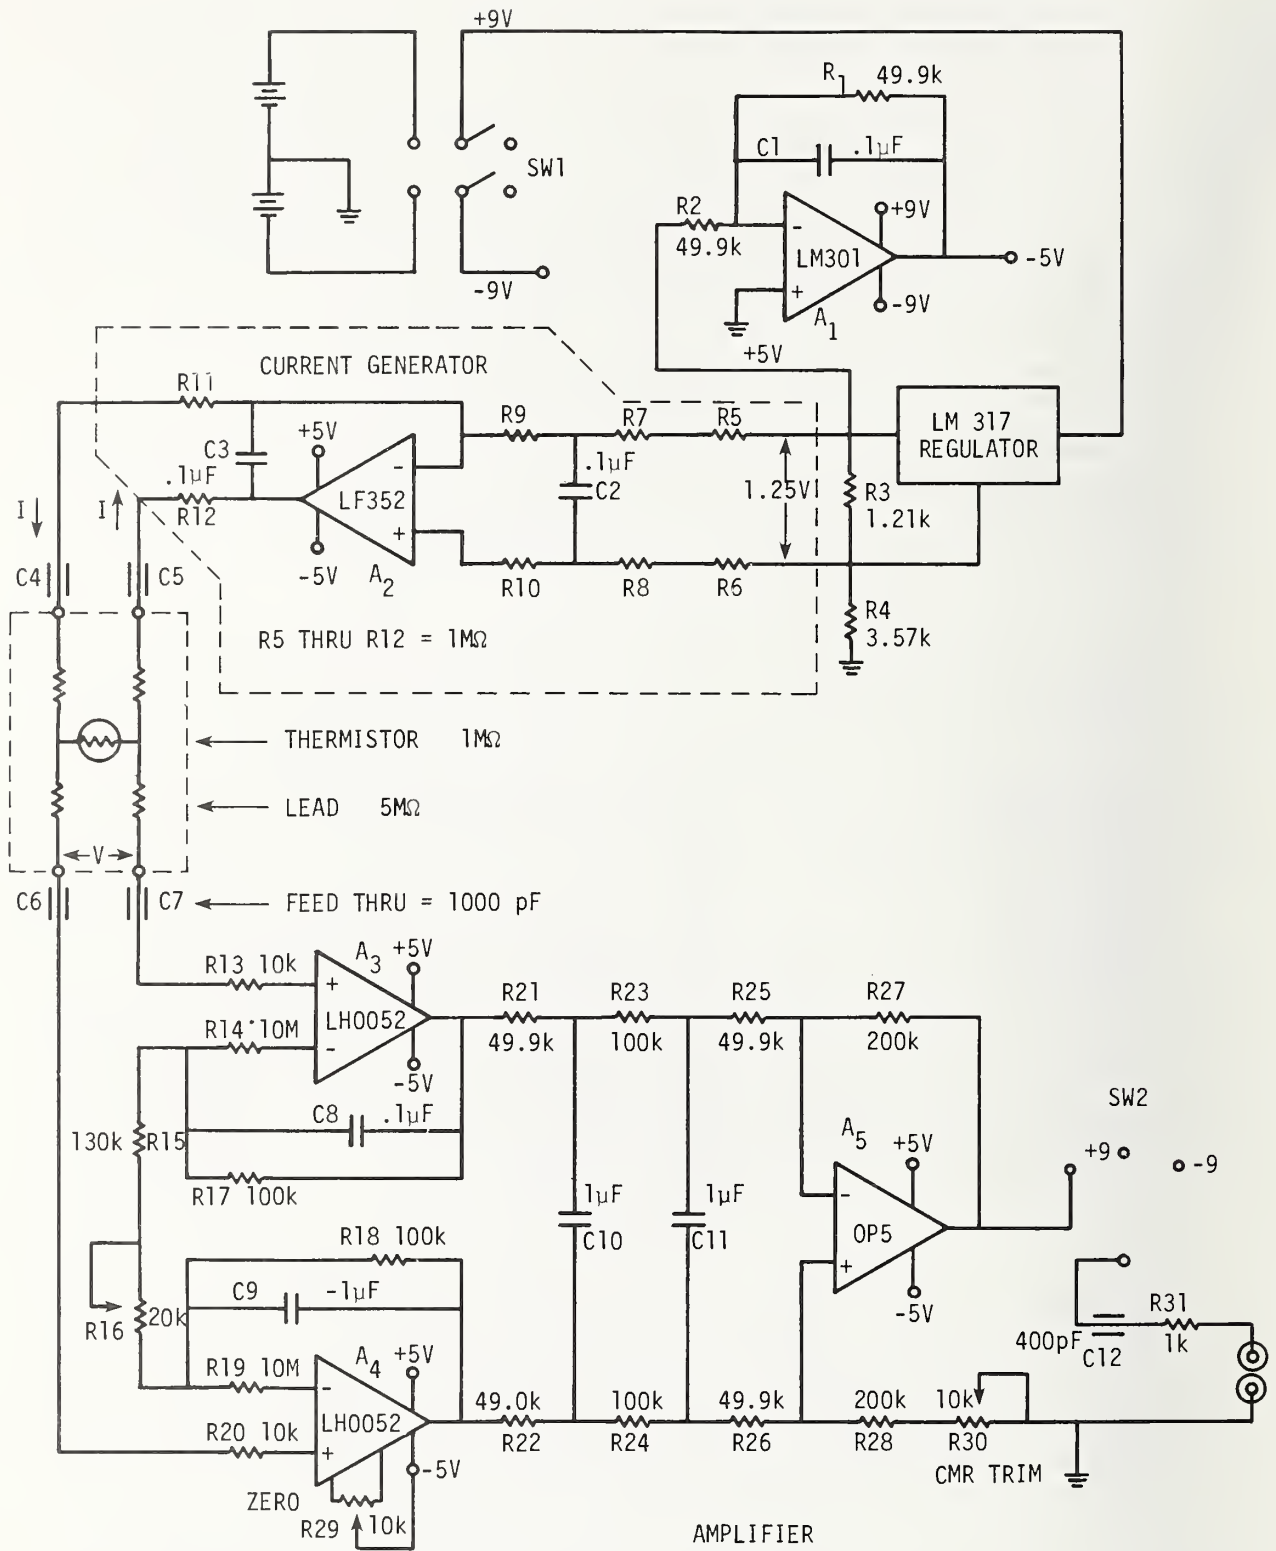 +9V
SW1
-9V
R1 49.9k
C1 .1μF
R2
49.9k
-
+
LM301
+9V
-9V
A1
-5V
+5V
CURRENT GENERATOR
R11
C3
.1μF
R12
+5V
-
+
LF352
-5V
A2
R9
R7
R5
.1μF
C2
1.25V
R10
R8
R6
R3
1.21k
R4
3.57k
LM 317
REGULATOR
I
I
C4
C5
R5 THRU R12 = 1MΩ
THERMISTOR 1MΩ
LEAD 5MΩ
V
C6
C7
FEED THRU = 1000 pF
R13 10k
A3
+5V
+
LH0052
-
R14 10M
-5V
C8 .1μF
130k R15
R17 100k
R18 100k
C9 -1μF
R16
20k
R19 10M
A4
+5V
-
LH0052
+
R20 10k
-5V
ZERO
R29 10k
R21
49.9k
R23
100k
R25
49.9k
R27
200k
1μF
C10
1μF
C11
A5
+5V
-
OP5
+
-5V
SW2
+9
-9
400pF
C12
R31
1k
49.0k
R22
100k
R24
49.9k
R26
200k
R28
10k
R30
CMR TRIM
AMPLIFIER